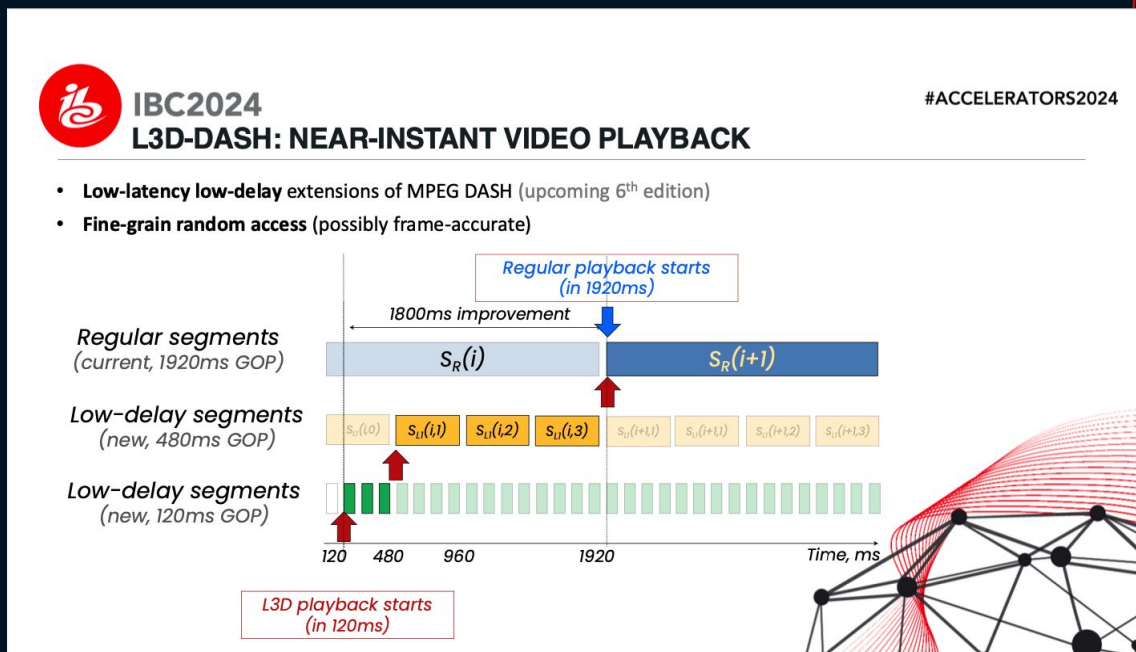 IBC2024
#ACCELERATORS2024
L3D-DASH: NEAR-INSTANT VIDEO PLAYBACK
• Low-latency low-delay extensions of MPEG DASH (upcoming 6th edition)
• Fine-grain random access (possibly frame-accurate)
Regular playback starts
(in 1920ms)
1800ms improvement
Regular segments
(current, 1920ms GOP)
SR(i)
SR(i+1)
Low-delay segments
(new, 480ms GOP)
SLI(i,0)
SLI(i,1)
SLI(i,2)
SLI(i,3)
SLI(i+1,1)
SLI(i+1,1)
SLI(i+1,2)
SLI(i+1,3)
Low-delay segments
(new, 120ms GOP)
120
480
960
1920
Time, ms
L3D playback starts
(in 120ms)